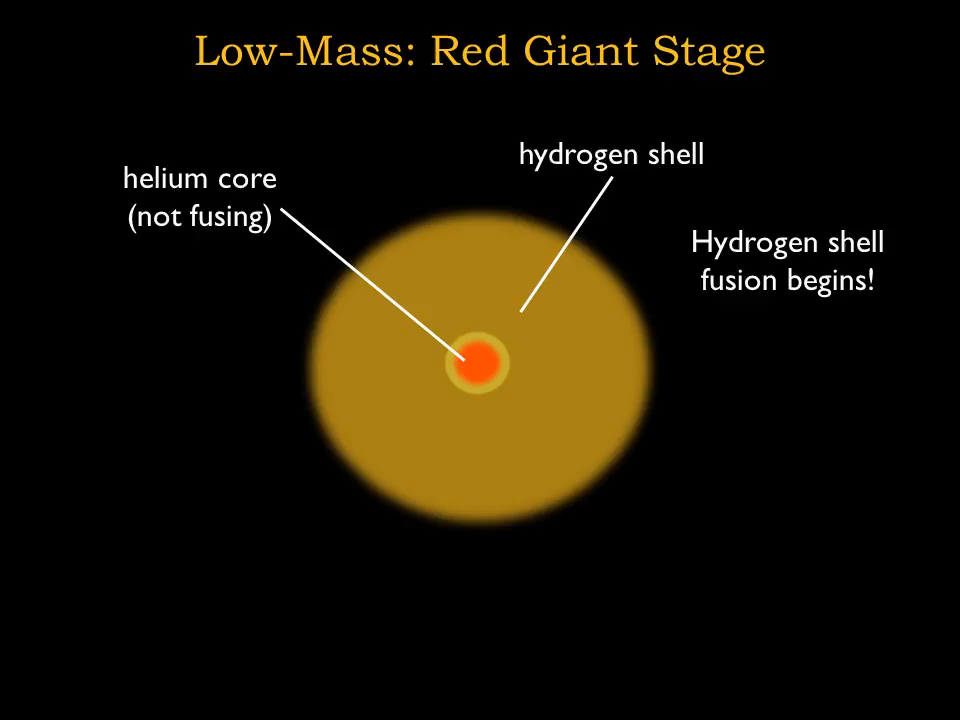 Low-Mass: Red Giant Stage
hydrogen shell
helium core
(not fusing)
Hydrogen shell
fusion begins!